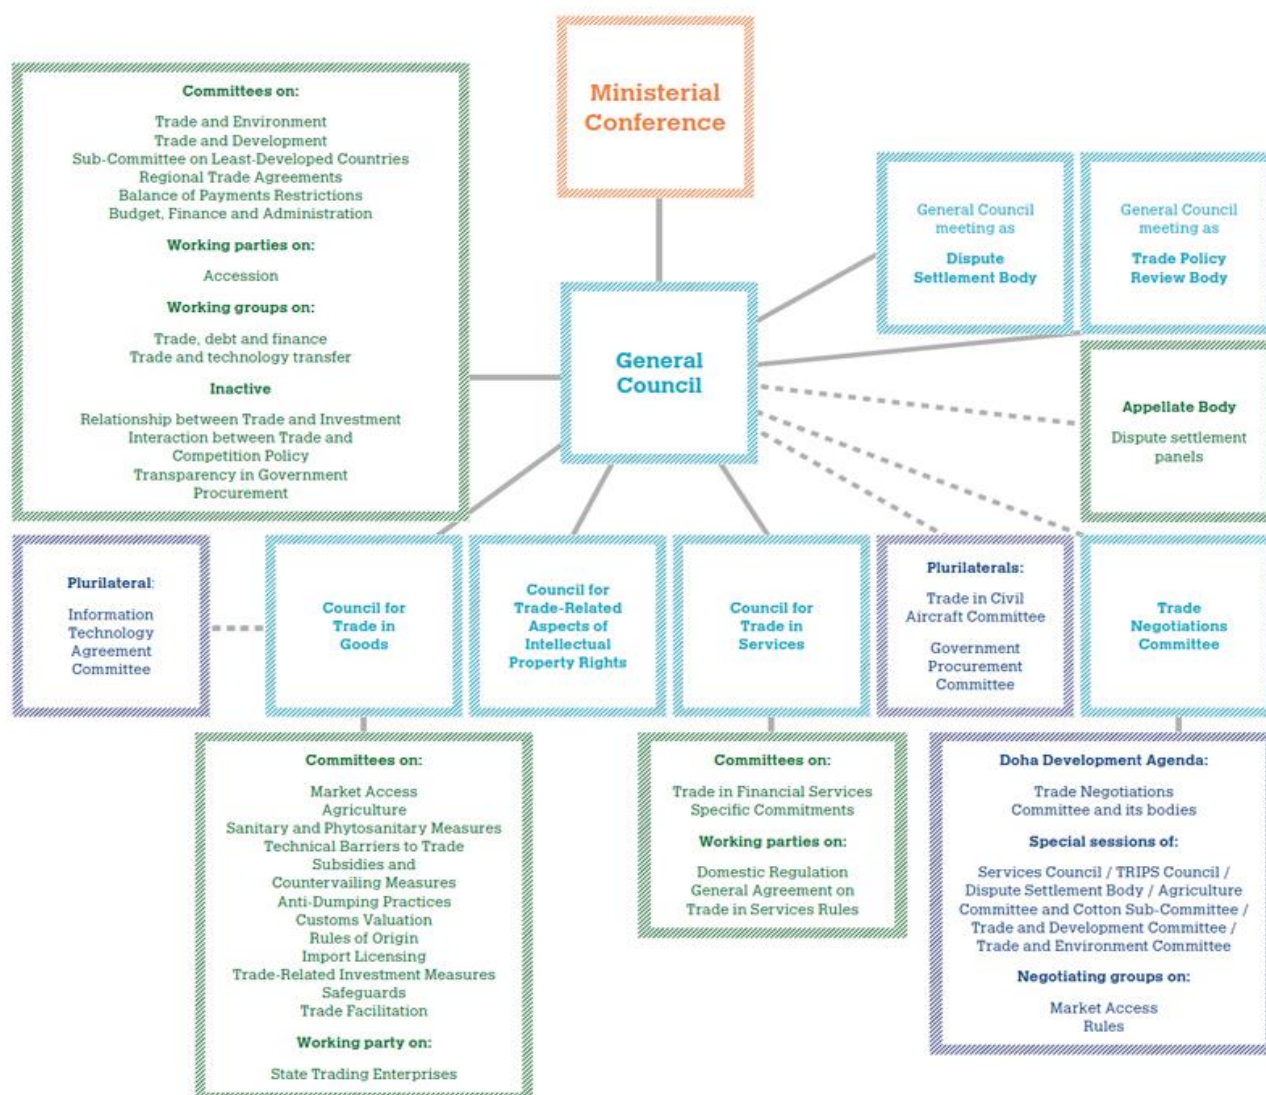 Ministerial
Conference
Committees on:
Trade and Environment
Trade and Development
Sub-Committee on Least-Developed Countries
Regional Trade Agreements
Balance of Payments Restrictions
Budget, Finance and Administration
Working parties on:
Accession
Working groups on:
Trade, debt and finance
Trade and technology transfer
Inactive
Relationship between Trade and Investment
Interaction between Trade and
Competition Policy
Transparency in Government
Procurement
General Council
meeting as
Dispute
Settlement Body
General Council
meeting as
Trade Policy
Review Body
General
Council
Appellate Body
Dispute settlement
panels
Plurilateral:
Information
Technology
Agreement
Committee
Council for
Trade in
Goods
Council for
Trade-Related
Aspects of
Intellectual
Property Rights
Council for
Trade in
Services
Plurilaterals:
Trade in Civil
Aircraft Committee
Government
Procurement
Committee
Trade
Negotiations
Committee
Committees on:
Market Access
Agriculture
Sanitary and Phytosanitary Measures
Technical Barriers to Trade
Subsidies and
Countervailing Measures
Anti-Dumping Practices
Customs Valuation
Rules of Origin
Import Licensing
Trade-Related Investment Measures
Safeguards
Trade Facilitation
Working party on:
State Trading Enterprises
Committees on:
Trade in Financial Services
Specific Commitments
Working parties on:
Domestic Regulation
General Agreement on
Trade in Services Rules
Doha Development Agenda:
Trade Negotiations
Committee and its bodies
Special sessions of:
Services Council / TRIPS Council /
Dispute Settlement Body / Agriculture
Committee and Cotton Sub-Committee /
Trade and Development Committee /
Trade and Environment Committee
Negotiating groups on:
Market Access
Rules